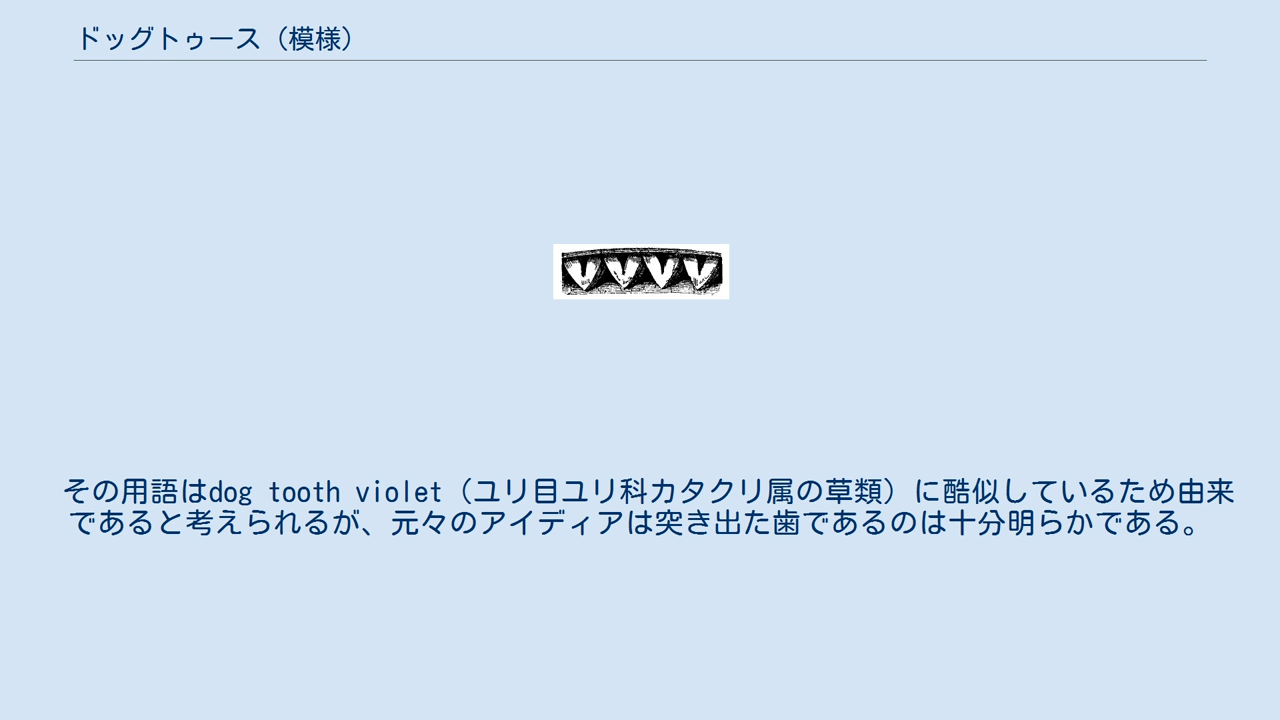 ドッグトゥース（模様）
その用語はdog tooth violet（ユリ目ユリ科カタクリ属の草類）に酷似しているため由来
であると考えられるが、元々のアイディアは突き出た歯であるのは十分明らかである。